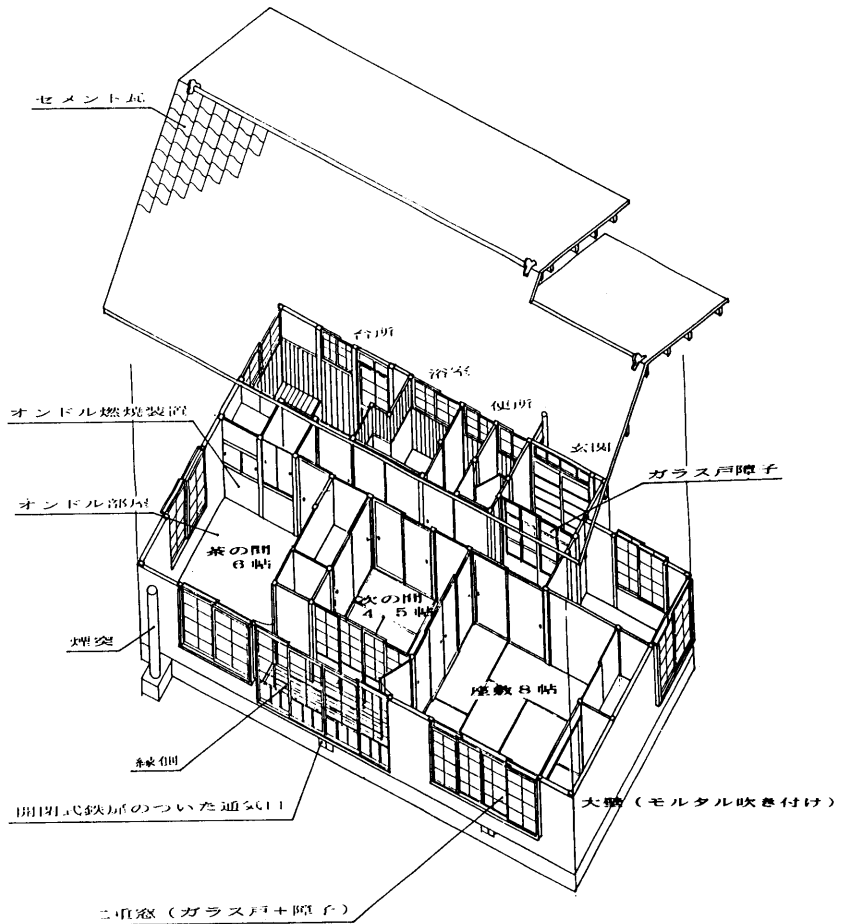 セメント瓦
台所
浴室
便所
玄関
オンドル燃焼装置
ガラス戸障子
オンドル部屋
茶の間
6帖
次の間
4.5帖
煙突
座敷8帖
縁側
開閉式鉄扉のついた通気口
大壁(モルタル吹き付け)
二重窓(ガラス戸+障子)